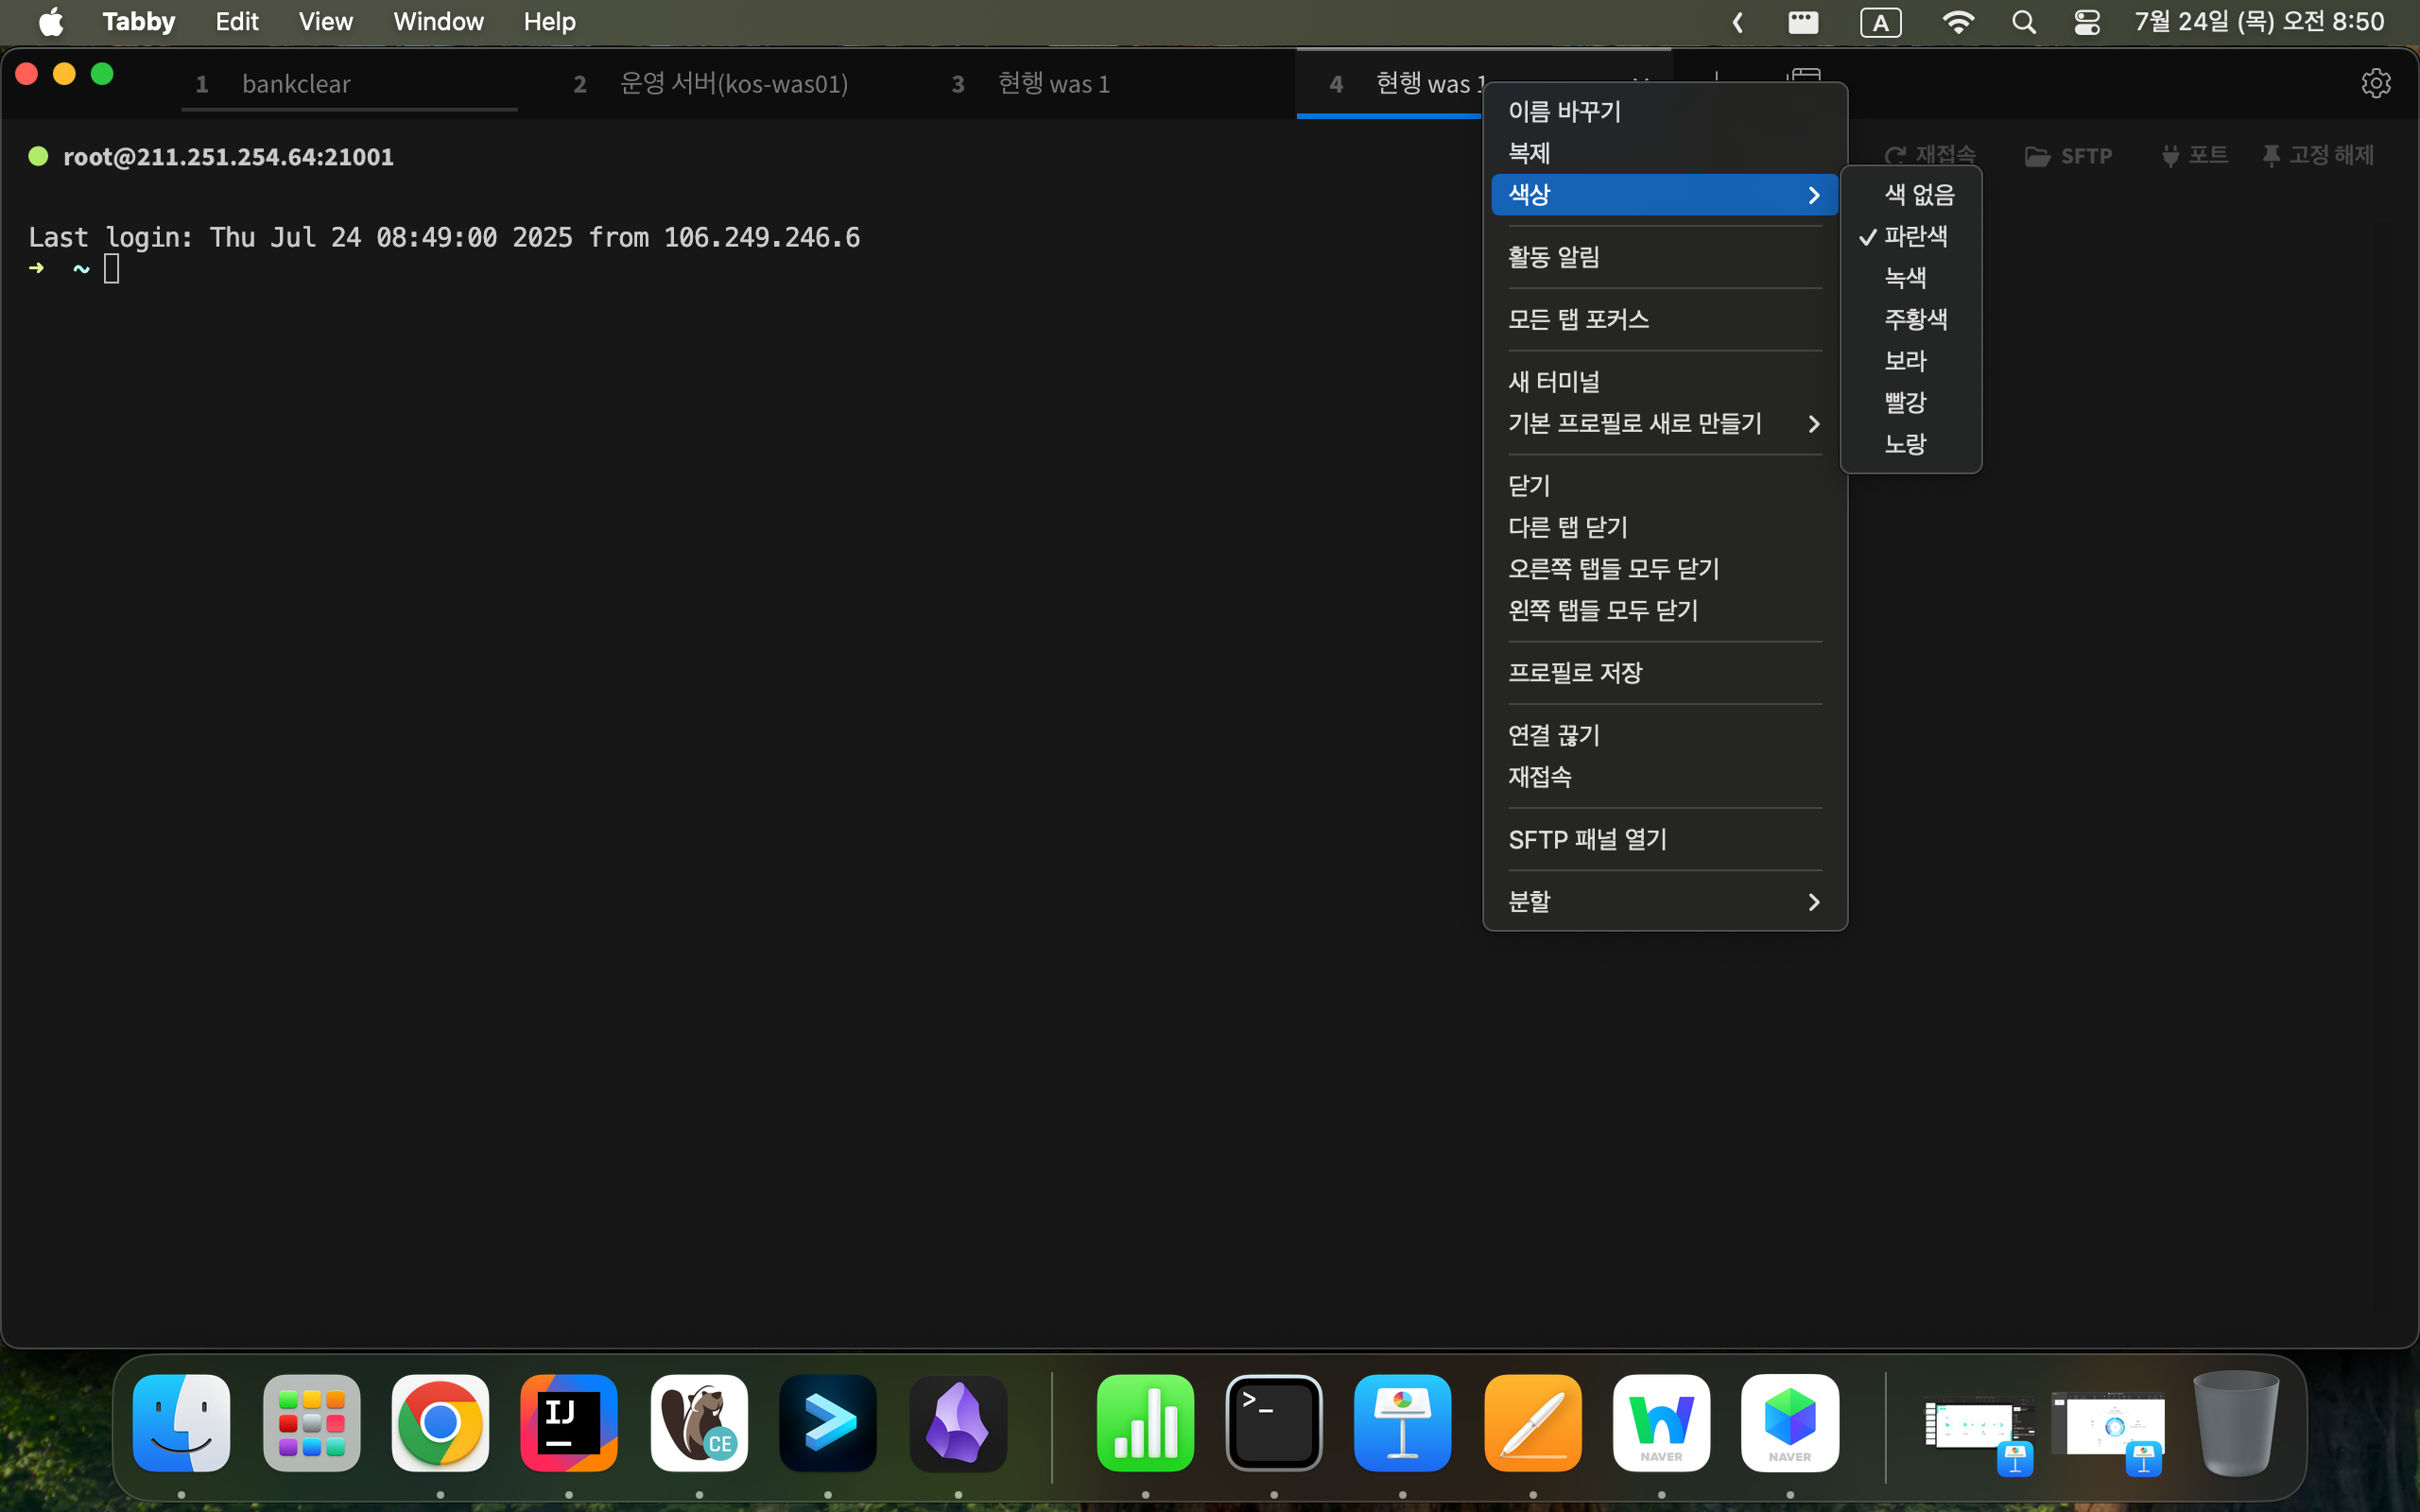 Tabby Edit View Window Help
A 7월 24일 (목) 오전 8:50
1 bankclear
2 운영 서버(kos-was01)
3 현행 was 1
4 현행 was 1
root@211.251.254.64:21001
재접속 SFTP 포트 고정 해제
Last login: Thu Jul 24 08:49:00 2025 from 106.249.246.6
➜ ~
이름 바꾸기
복제
색상
활동 알림
모든 탭 포커스
새 터미널
기본 프로필로 새로 만들기
닫기
다른 탭 닫기
오른쪽 탭들 모두 닫기
왼쪽 탭들 모두 닫기
프로필로 저장
연결 끊기
재접속
SFTP 패널 열기
분할
색 없음
✓ 파란색
녹색
주황색
보라
빨강
노랑
IJ
CE
>_
NAVER
NAVER